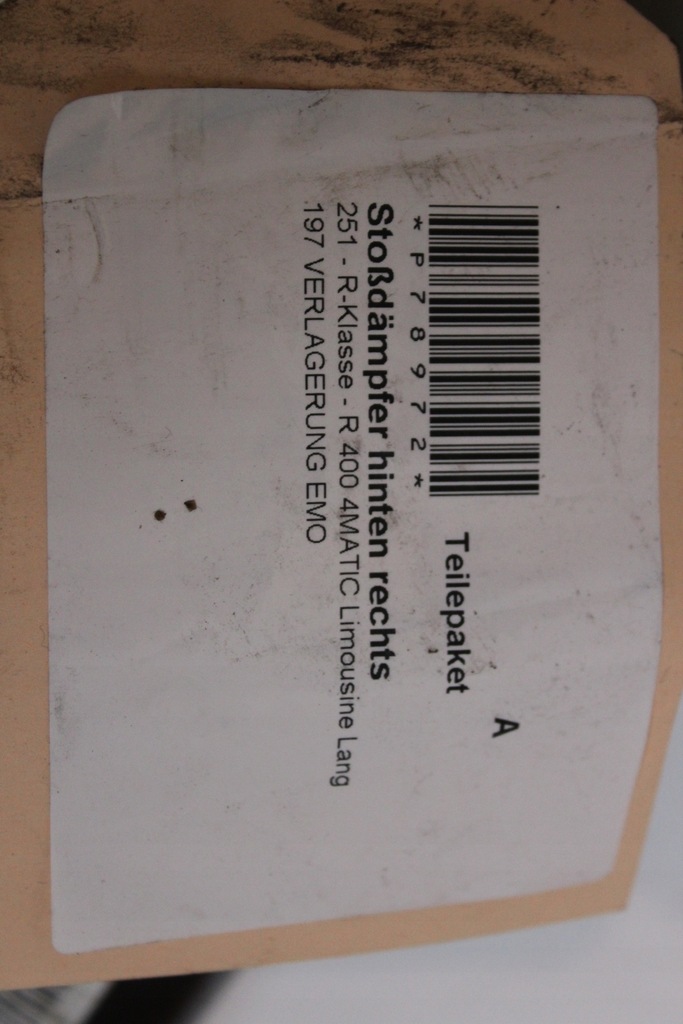 A
Teilepaket
*P78972*
Stoßdämpfer hinten rechts
251 - R-Klasse - R 400 4MATIC Limousine Lang
197 VERLAGERUNG EMO